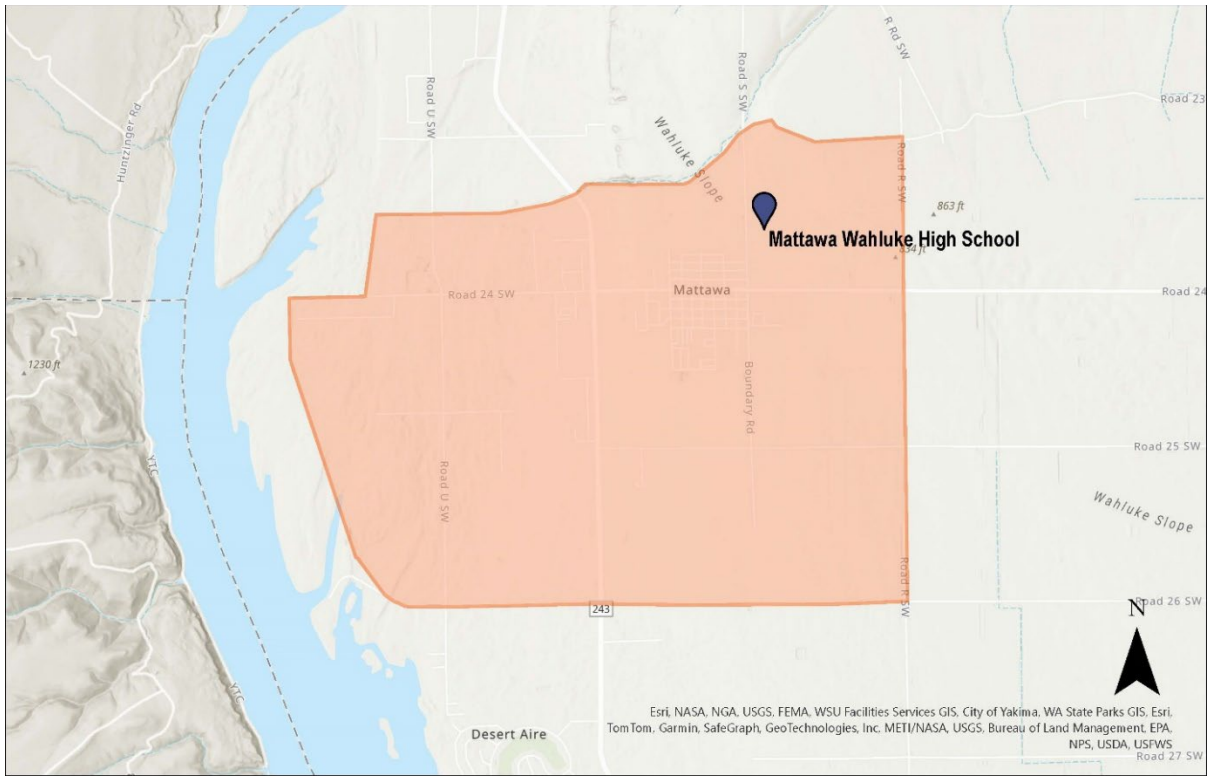 R Rd SW
Road S SW
Road U SW
Huntzinger Rd
Road 23
Wahluke Slope
Road R SW
863 ft
Mattawa Wahluke High School
834 ft
Road 24 SW
Mattawa
Road 24
1230 ft
Boundary Rd
Road 25 SW
YTC
Road U SW
Wahluke Slope
Road R SW
243
Road 26 SW
N
YTC
Esri, NASA, NGA, USGS, FEMA, WSU Facilities Services GIS, City of Yakima, WA State Parks GIS, Esri,
TomTom, Garmin, SafeGraph, GeoTechnologies, Inc, METI/NASA, USGS, Bureau of Land Management, EPA,
NPS, USDA, USFWS
Desert Aire
Road 27 SW